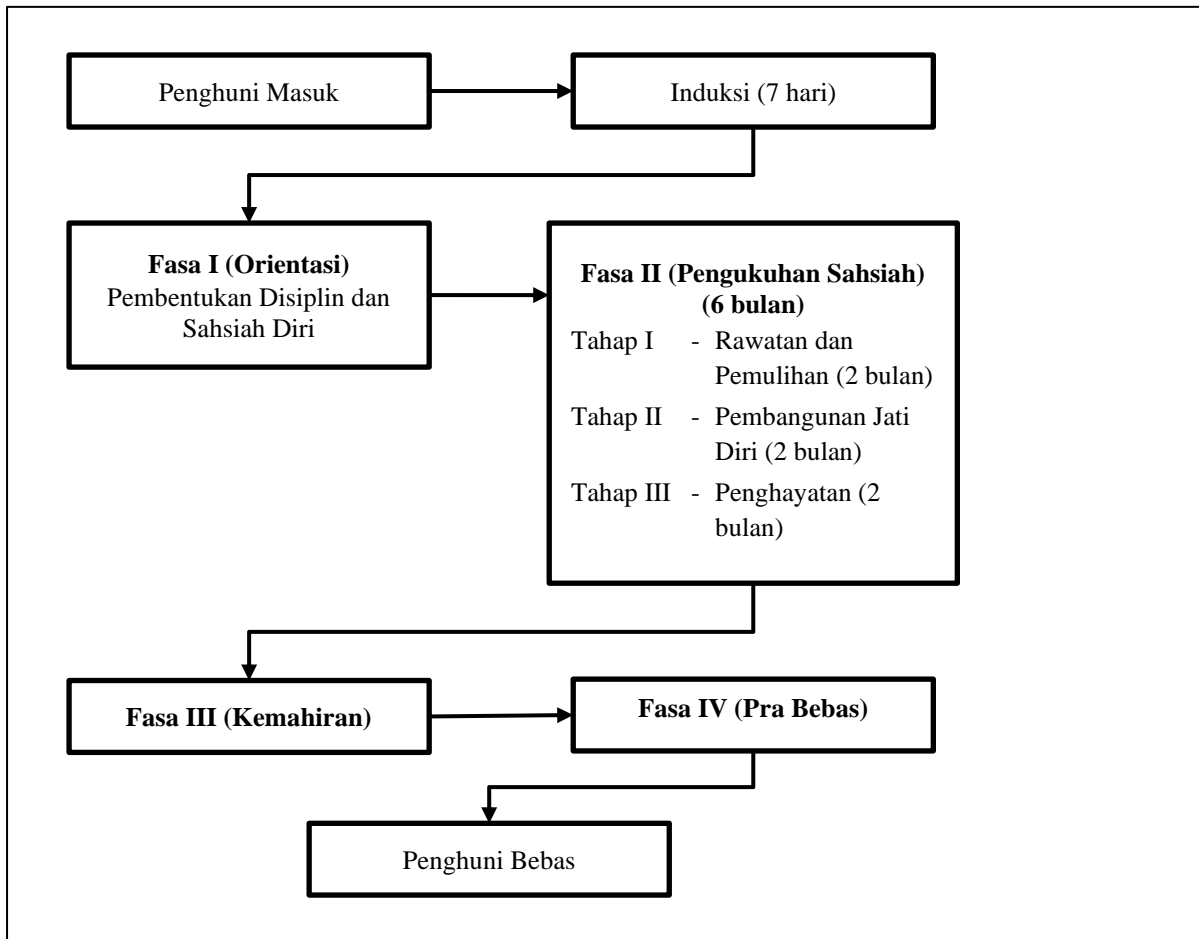 Penghuni Masuk
Induksi (7 hari)
Fasa I (Orientasi)
Pembentukan Disiplin dan
Sahsiah Diri
Fasa II (Pengukuhan Sahsiah)
(6 bulan)
Tahap I - Rawatan dan
Pemulihan (2 bulan)
Tahap II - Pembangunan Jati
Diri (2 bulan)
Tahap III - Penghayatan (2
bulan)
Fasa III (Kemahiran)
Fasa IV (Pra Bebas)
Penghuni Bebas